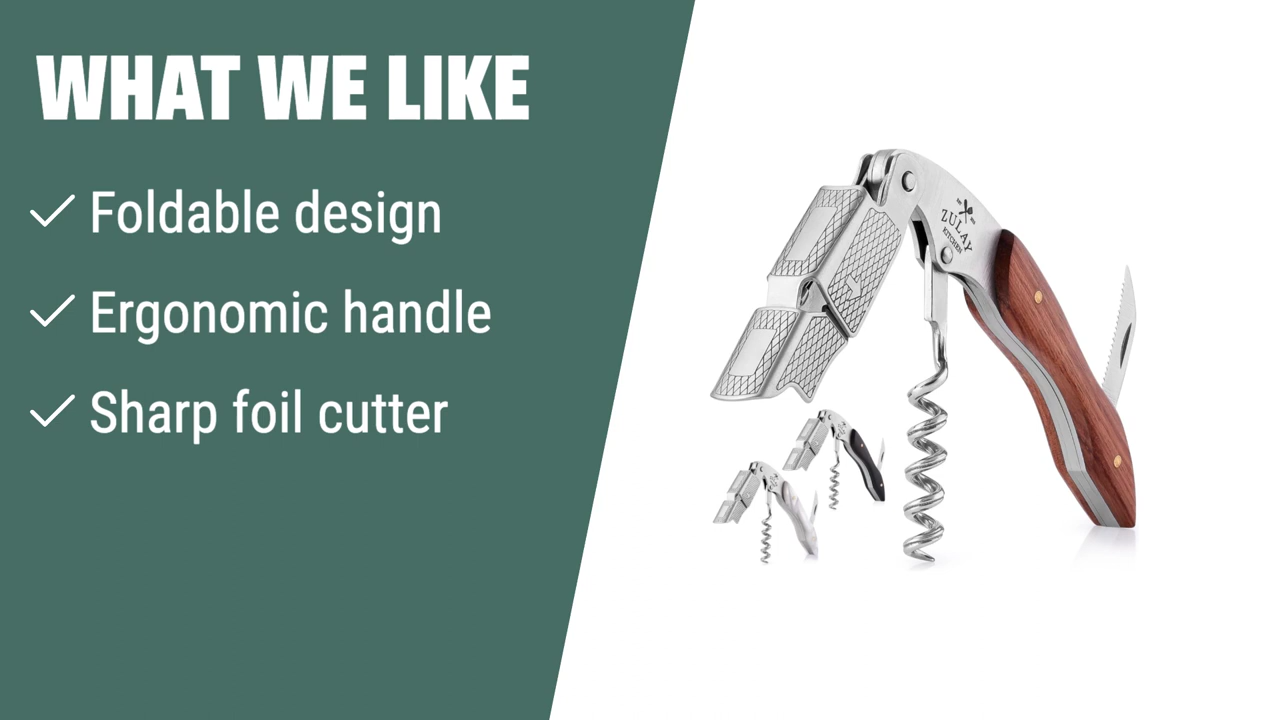 WHAT WE LIKE
Foldable design
Ergonomic handle
Sharp foil cutter
ZULAY
KITCHEN